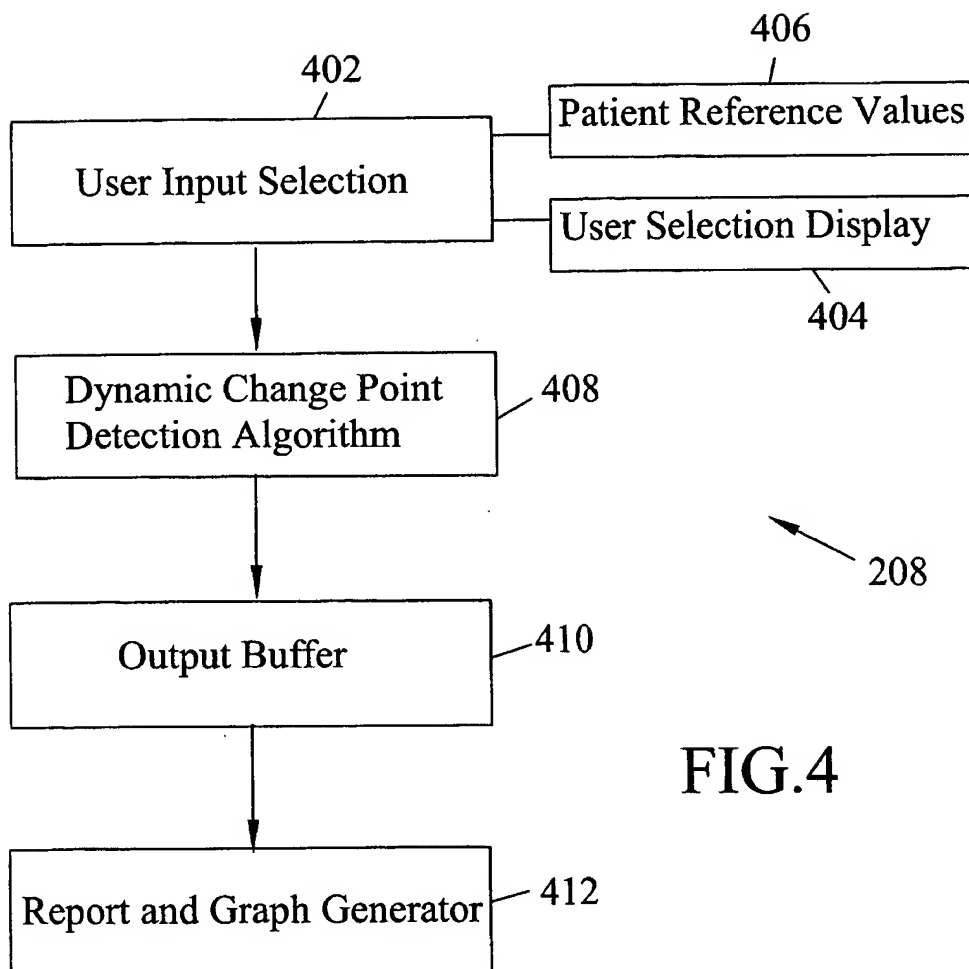 406
402
Patient Reference Values
User Input Selection
User Selection Display
404
Dynamic Change Point
Detection Algorithm
408
208
Output Buffer
410
FIG.4
Report and Graph Generator
412